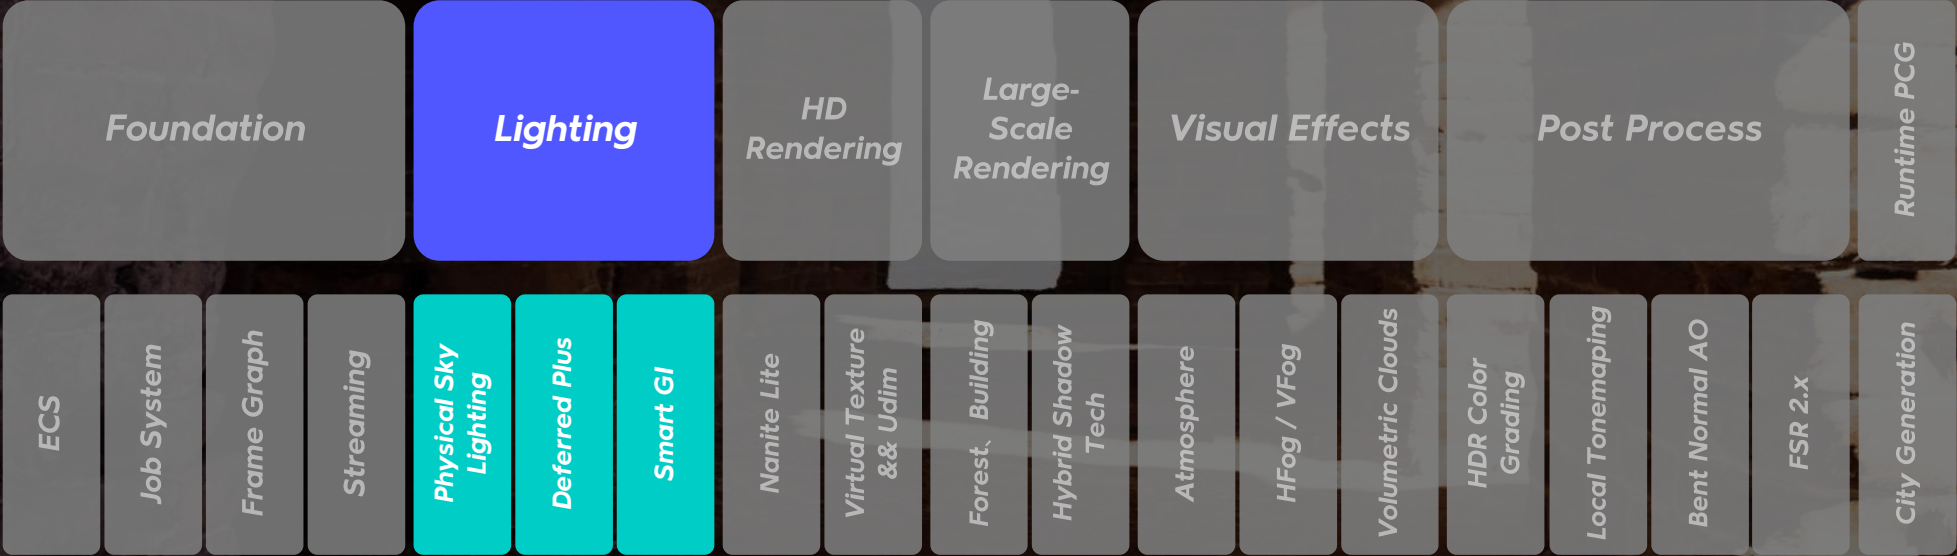 Foundation
Lighting
HD
Rendering
Large-
Scale
Rendering
Visual Effects
Post Process
Runtime PCG
ECS
Job System
Frame Graph
Streaming
Physical Sky
Lighting
Deferred Plus
Smart GI
Nanite Lite
Virtual Texture
&& Udim
Forest、Building
Hybrid Shadow
Tech
Atmosphere
HFog / VFog
Volumetric Clouds
HDR Color
Grading
Local Tonemaping
Bent Normal AO
FSR 2.x
City Generation